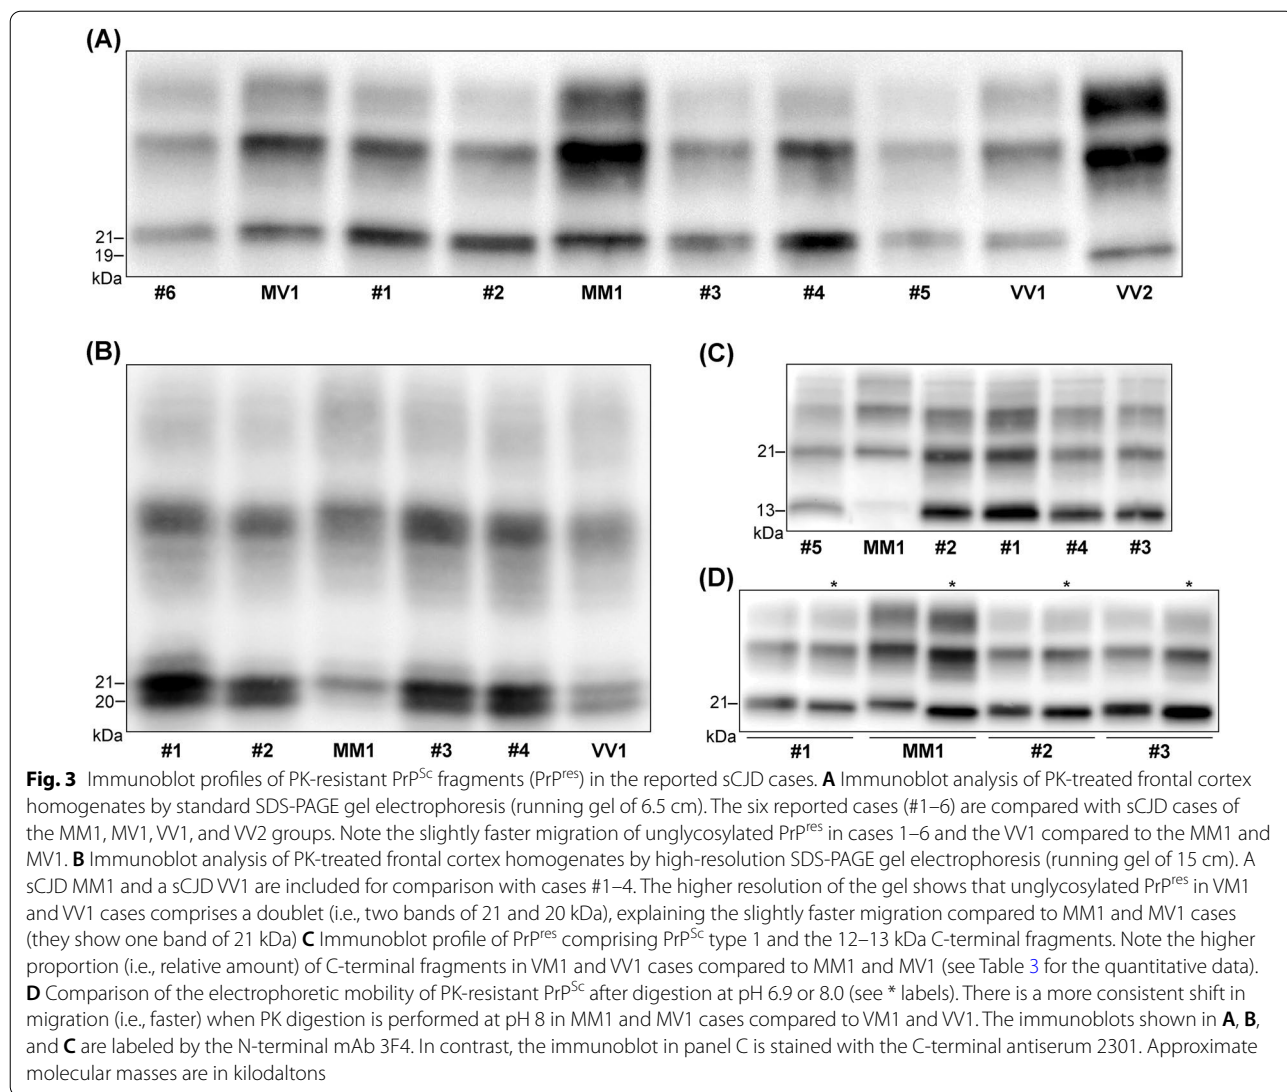 (A)
21–
19–
kDa
#6 MV1 #1 #2 MM1 #3 #4 #5 VV1 VV2
(B)
21–
20–
kDa
#1 #2 MM1 #3 #4 VV1
(C)
21–
13–
kDa
#5 MM1 #2 #1 #4 #3
(D)
* * * *
21–
kDa
#1 MM1 #2 #3
Fig. 3 Immunoblot profiles of PK-resistant PrPSc fragments (PrPres) in the reported sCJD cases. A Immunoblot analysis of PK-treated frontal cortex
homogenates by standard SDS-PAGE gel electrophoresis (running gel of 6.5 cm). The six reported cases (#1–6) are compared with sCJD cases of
the MM1, MV1, VV1, and VV2 groups. Note the slightly faster migration of unglycosylated PrPres in cases 1–6 and the VV1 compared to the MM1 and
MV1. B Immunoblot analysis of PK-treated frontal cortex homogenates by high-resolution SDS-PAGE gel electrophoresis (running gel of 15 cm). A
sCJD MM1 and a sCJD VV1 are included for comparison with cases #1–4. The higher resolution of the gel shows that unglycosylated PrPres in VM1
and VV1 cases comprises a doublet (i.e., two bands of 21 and 20 kDa), explaining the slightly faster migration compared to MM1 and MV1 cases
(they show one band of 21 kDa) C Immunoblot profile of PrPres comprising PrPSc type 1 and the 12–13 kDa C-terminal fragments. Note the higher
proportion (i.e., relative amount) of C-terminal fragments in VM1 and VV1 cases compared to MM1 and MV1 (see Table 3 for the quantitative data).
D Comparison of the electrophoretic mobility of PK-resistant PrPSc after digestion at pH 6.9 or 8.0 (see * labels). There is a more consistent shift in
migration (i.e., faster) when PK digestion is performed at pH 8 in MM1 and MV1 cases compared to VM1 and VV1. The immunoblots shown in A, B,
and C are labeled by the N-terminal mAb 3F4. In contrast, the immunoblot in panel C is stained with the C-terminal antiserum 2301. Approximate
molecular masses are in kilodaltons